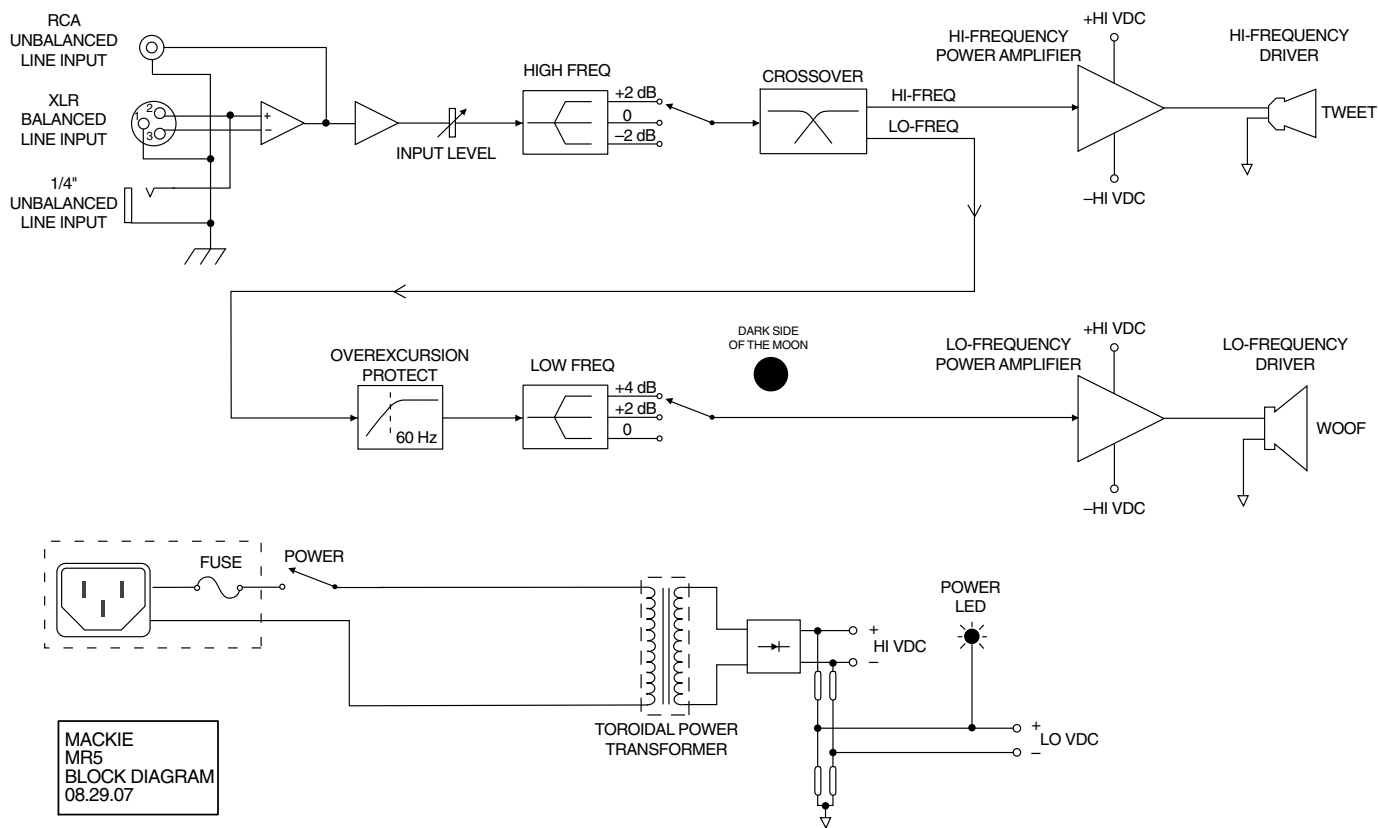 RCA
UNBALANCED
LINE INPUT
XLR
BALANCED
LINE INPUT
1
2
3
1/4"
UNBALANCED
LINE INPUT
+
–
INPUT LEVEL
HIGH FREQ
+2 dB
0
–2 dB
CROSSOVER
HI-FREQ
LO-FREQ
HI-FREQUENCY
POWER AMPLIFIER
+HI VDC
–HI VDC
HI-FREQUENCY
DRIVER
TWEET
OVEREXCURSION
PROTECT
60 Hz
LOW FREQ
+4 dB
+2 dB
0
DARK SIDE
OF THE MOON
LO-FREQUENCY
POWER AMPLIFIER
+HI VDC
–HI VDC
LO-FREQUENCY
DRIVER
WOOF
FUSE
POWER
TOROIDAL POWER
TRANSFORMER
+
HI VDC
–
POWER
LED
+
LO VDC
–
MACKIE
MR5
BLOCK DIAGRAM
08.29.07